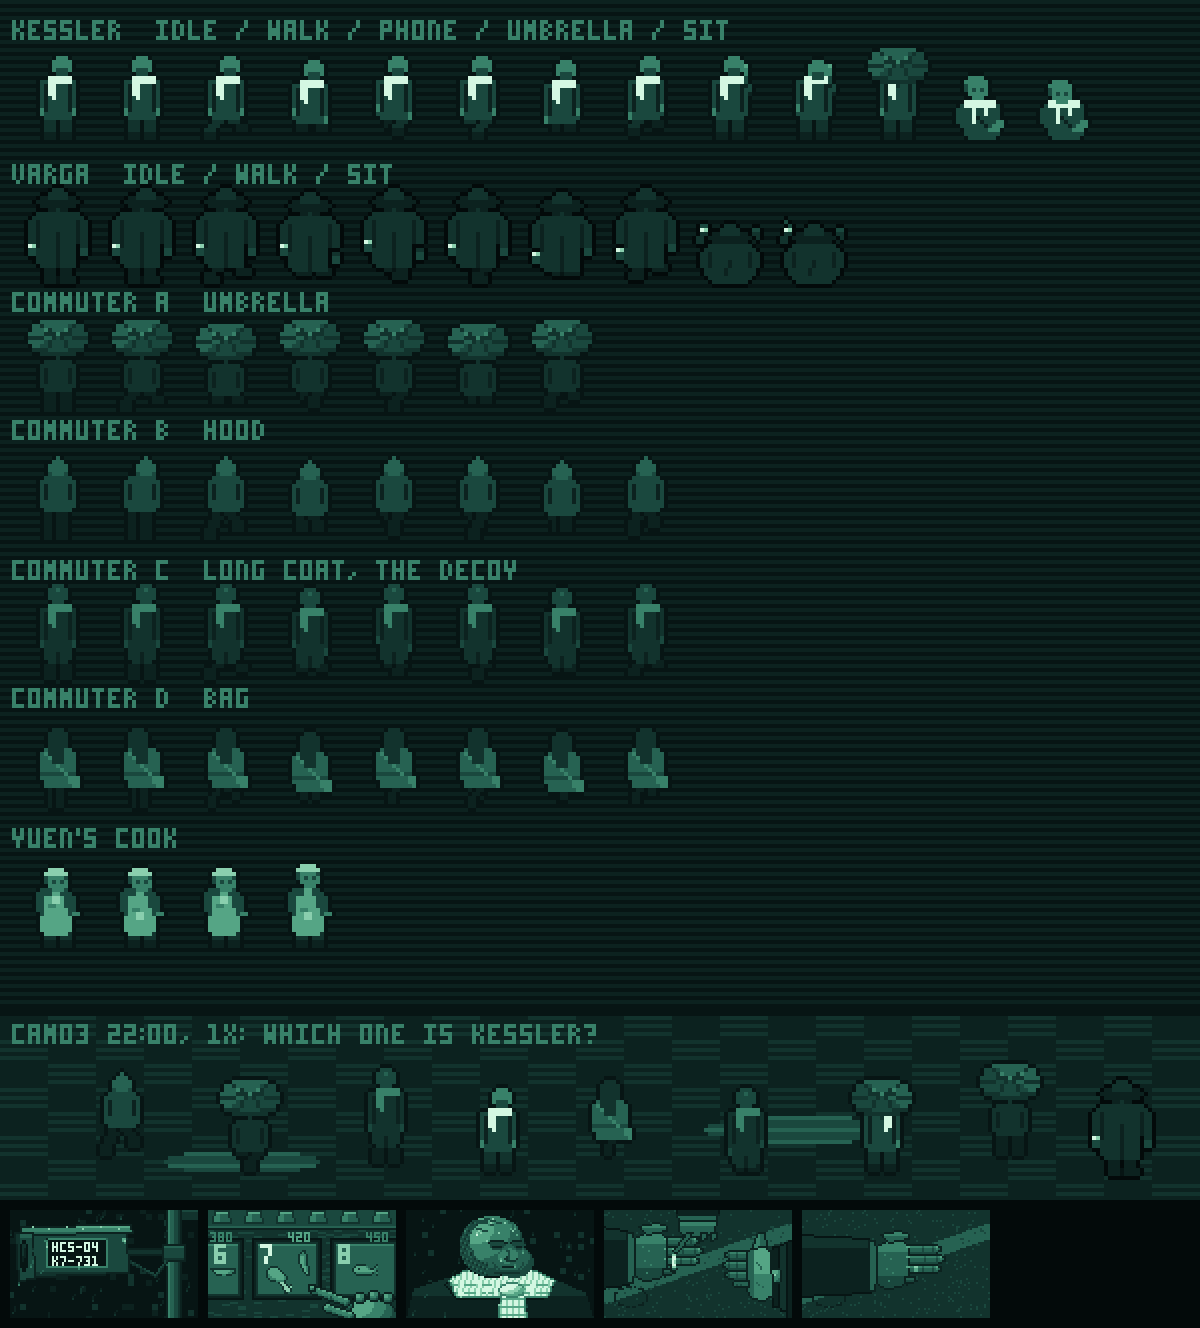 KESSLER IDLE / WALK / PHONE / UMBRELLA / SIT
VARGA IDLE / WALK / SIT
COMMUTER A UMBRELLA
COMMUTER B HOOD
COMMUTER C LONG COAT, THE DECOY
COMMUTER D BAG
YUEN'S COOK
CAM03 22:00, 1X: WHICH ONE IS KESSLER?
HCS-04
K7-731
380 420 450
6 7 8